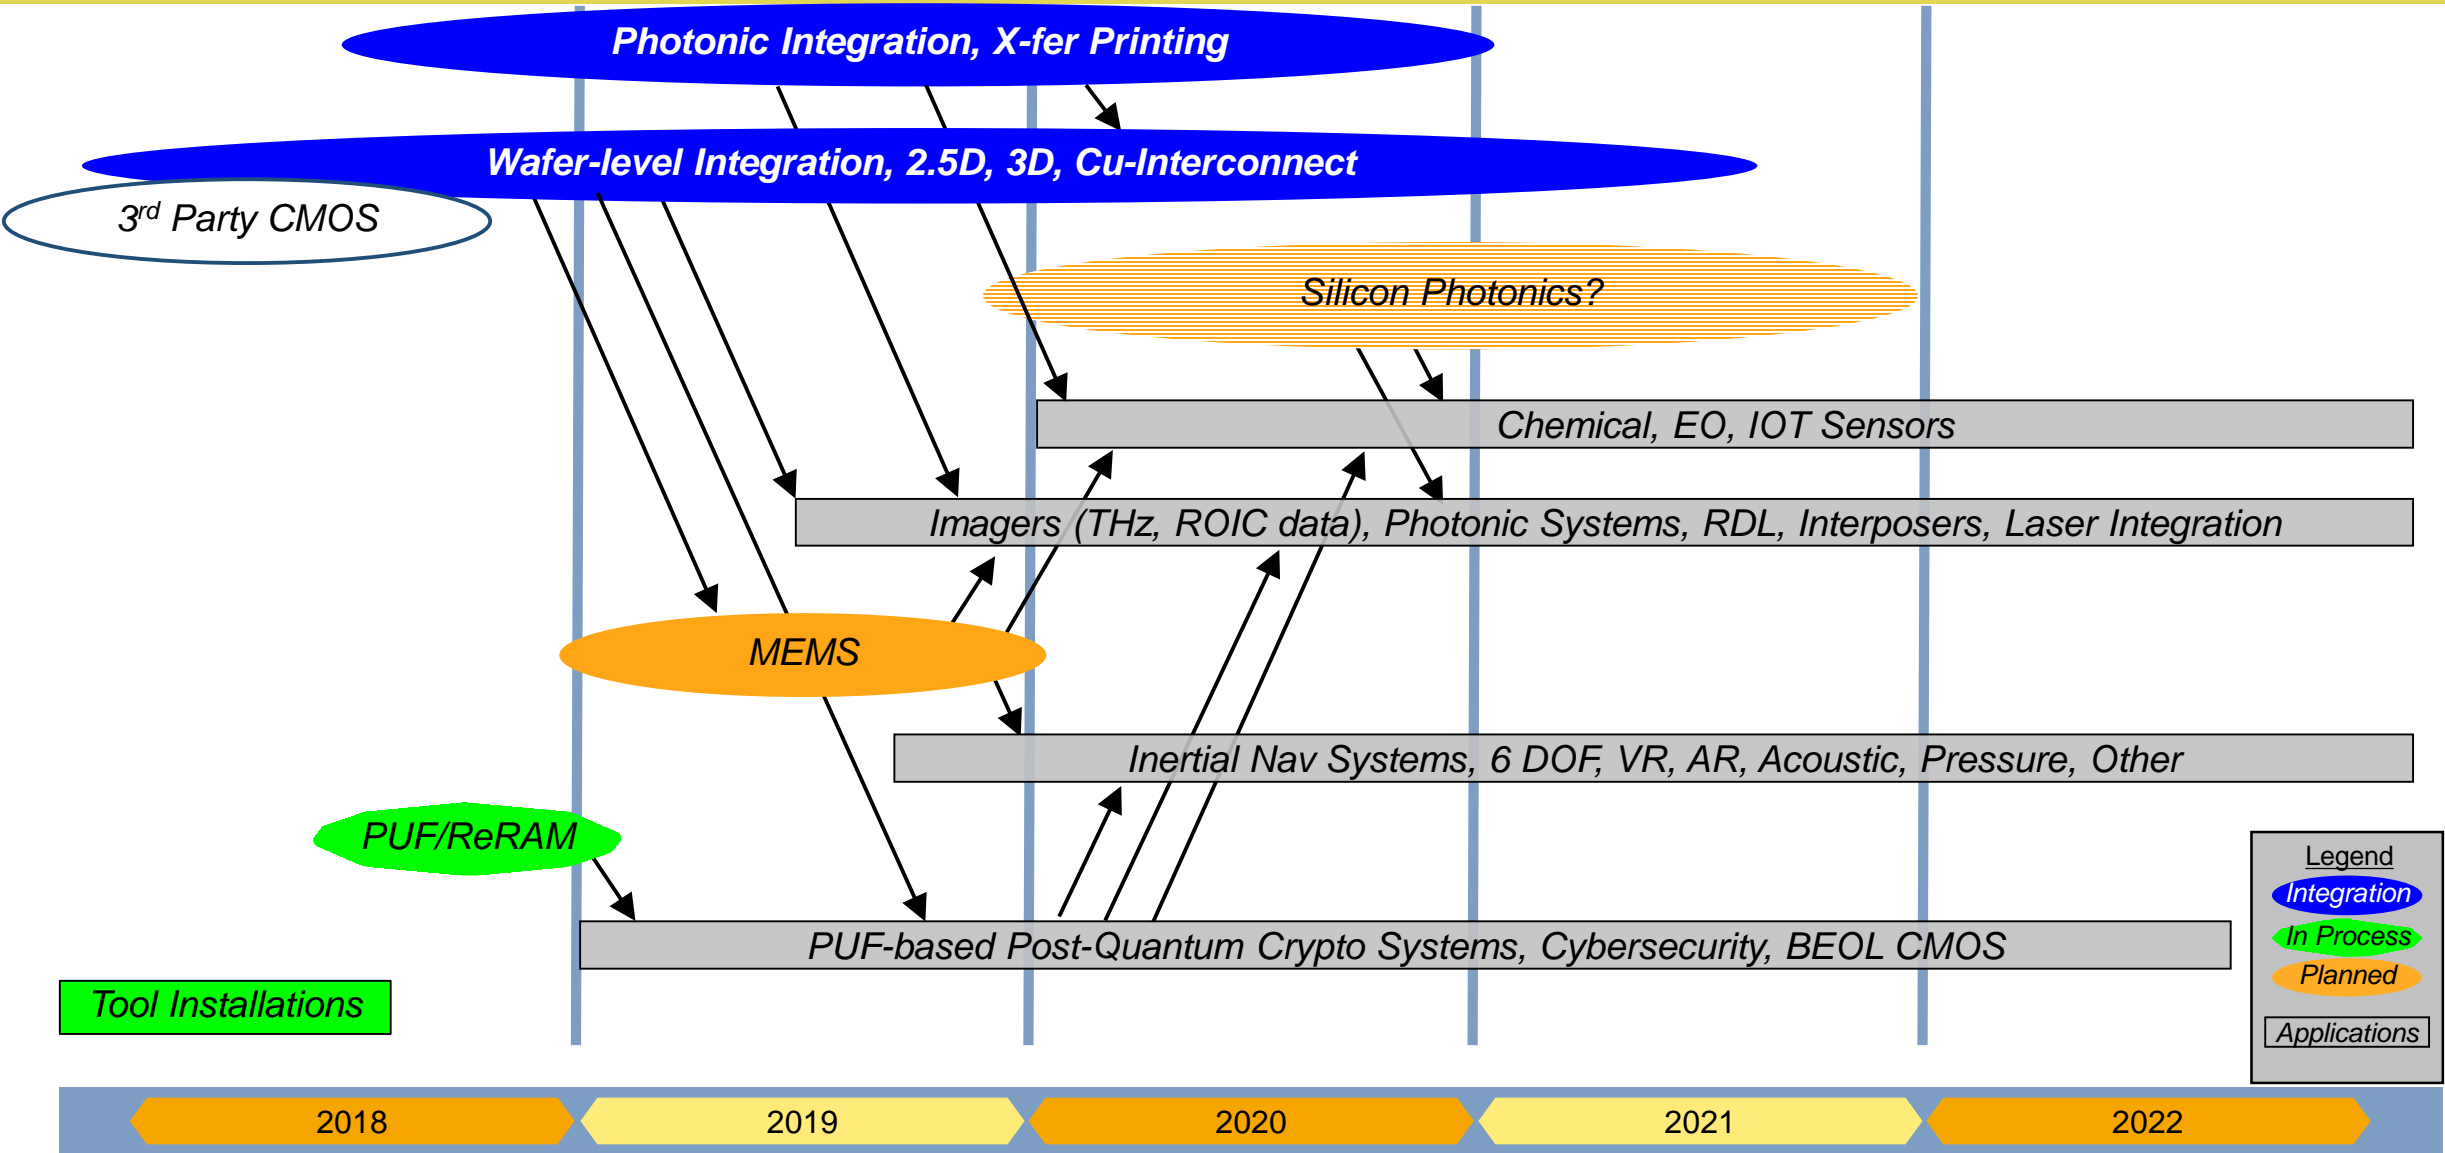 Photonic Integration, X-fer Printing
Wafer-level Integration, 2.5D, 3D, Cu-Interconnect
3rd Party CMOS
Silicon Photonics?
Chemical, EO, IOT Sensors
Imagers (THz, ROIC data), Photonic Systems, RDL, Interposers, Laser Integration
MEMS
Inertial Nav Systems, 6 DOF, VR, AR, Acoustic, Pressure, Other
PUF/ReRAM
PUF-based Post-Quantum Crypto Systems, Cybersecurity, BEOL CMOS
Tool Installations
Legend
Integration
In Process
Planned
Applications
2018
2019
2020
2021
2022